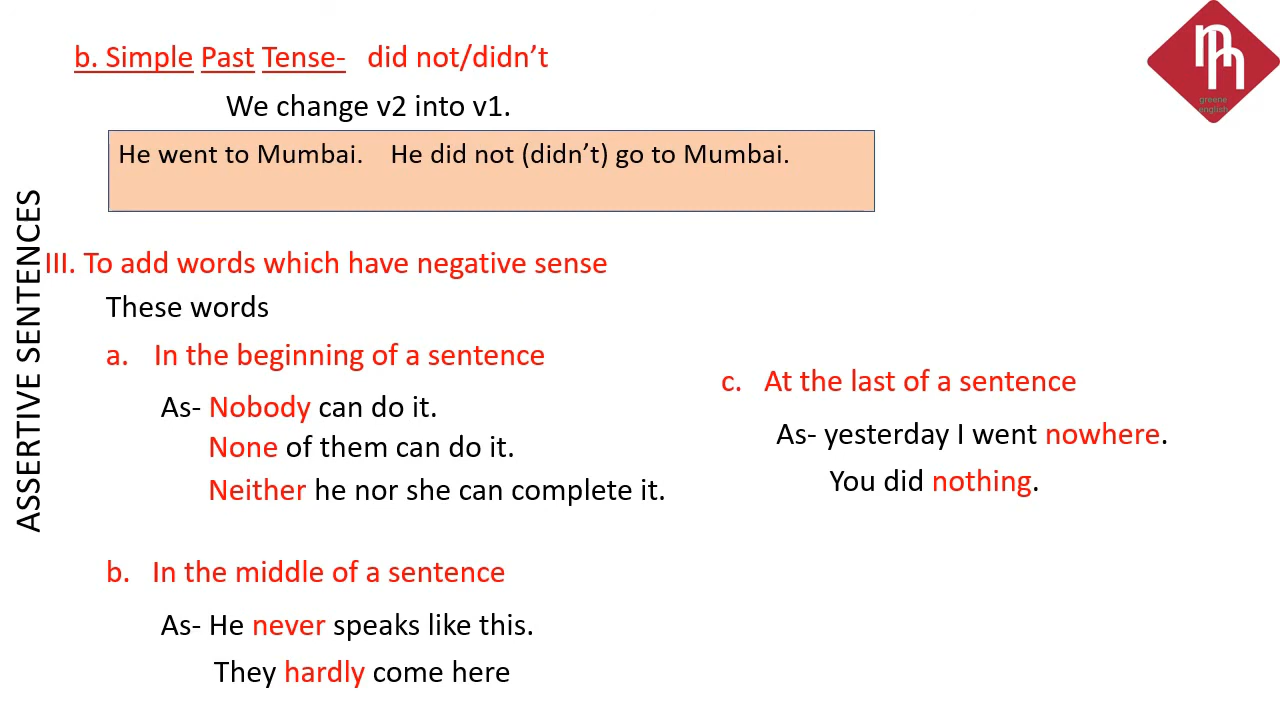 b. Simple Past Tense- did not/didn’t
We change v2 into v1.
He went to Mumbai. He did not (didn’t) go to Mumbai.
ASSERTIVE SENTENCES
III. To add words which have negative sense
These words
a. In the beginning of a sentence
As- Nobody can do it.
None of them can do it.
Neither he nor she can complete it.
b. In the middle of a sentence
As- He never speaks like this.
They hardly come here
c. At the last of a sentence
As- yesterday I went nowhere.
You did nothing.
greene
english